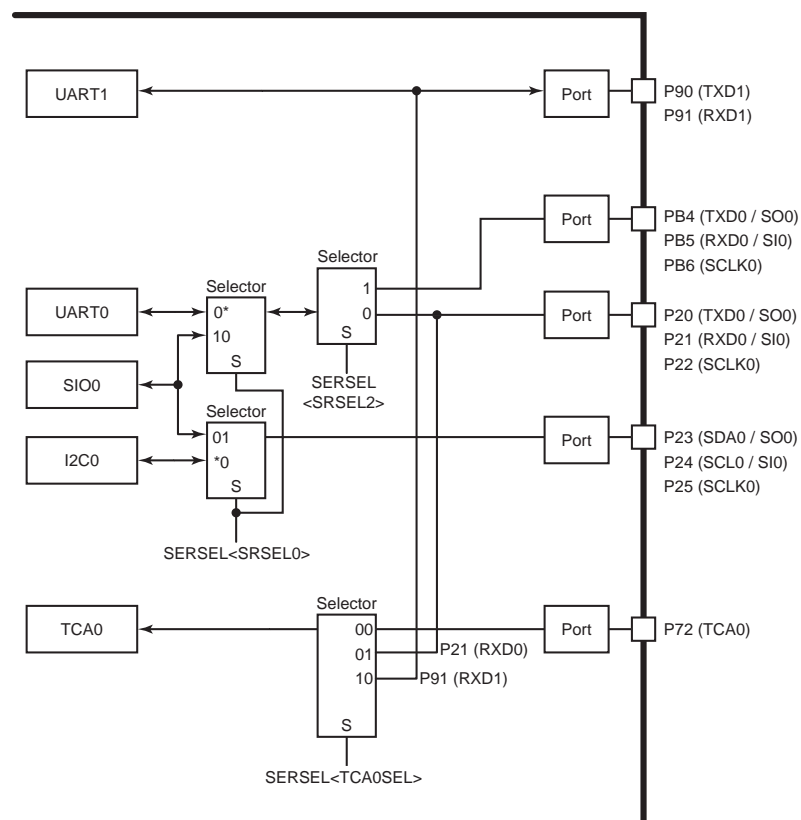 UART1
Port
P90 (TXD1)
P91 (RXD1)
Port
PB4 (TXD0 / SO0)
PB5 (RXD0 / SI0)
PB6 (SCLK0)
Selector
1
0
S
SERSEL
<SRSEL2>
Selector
0*
10
S
UART0
Port
P20 (TXD0 / SO0)
P21 (RXD0 / SI0)
P22 (SCLK0)
SIO0
Selector
01
*0
S
I2C0
Port
P23 (SDA0 / SO0)
P24 (SCL0 / SI0)
P25 (SCLK0)
SERSEL<SRSEL0>
Selector
TCA0
00
01
10
S
P21 (RXD0)
P91 (RXD1)
Port
P72 (TCA0)
SERSEL<TCA0SEL>